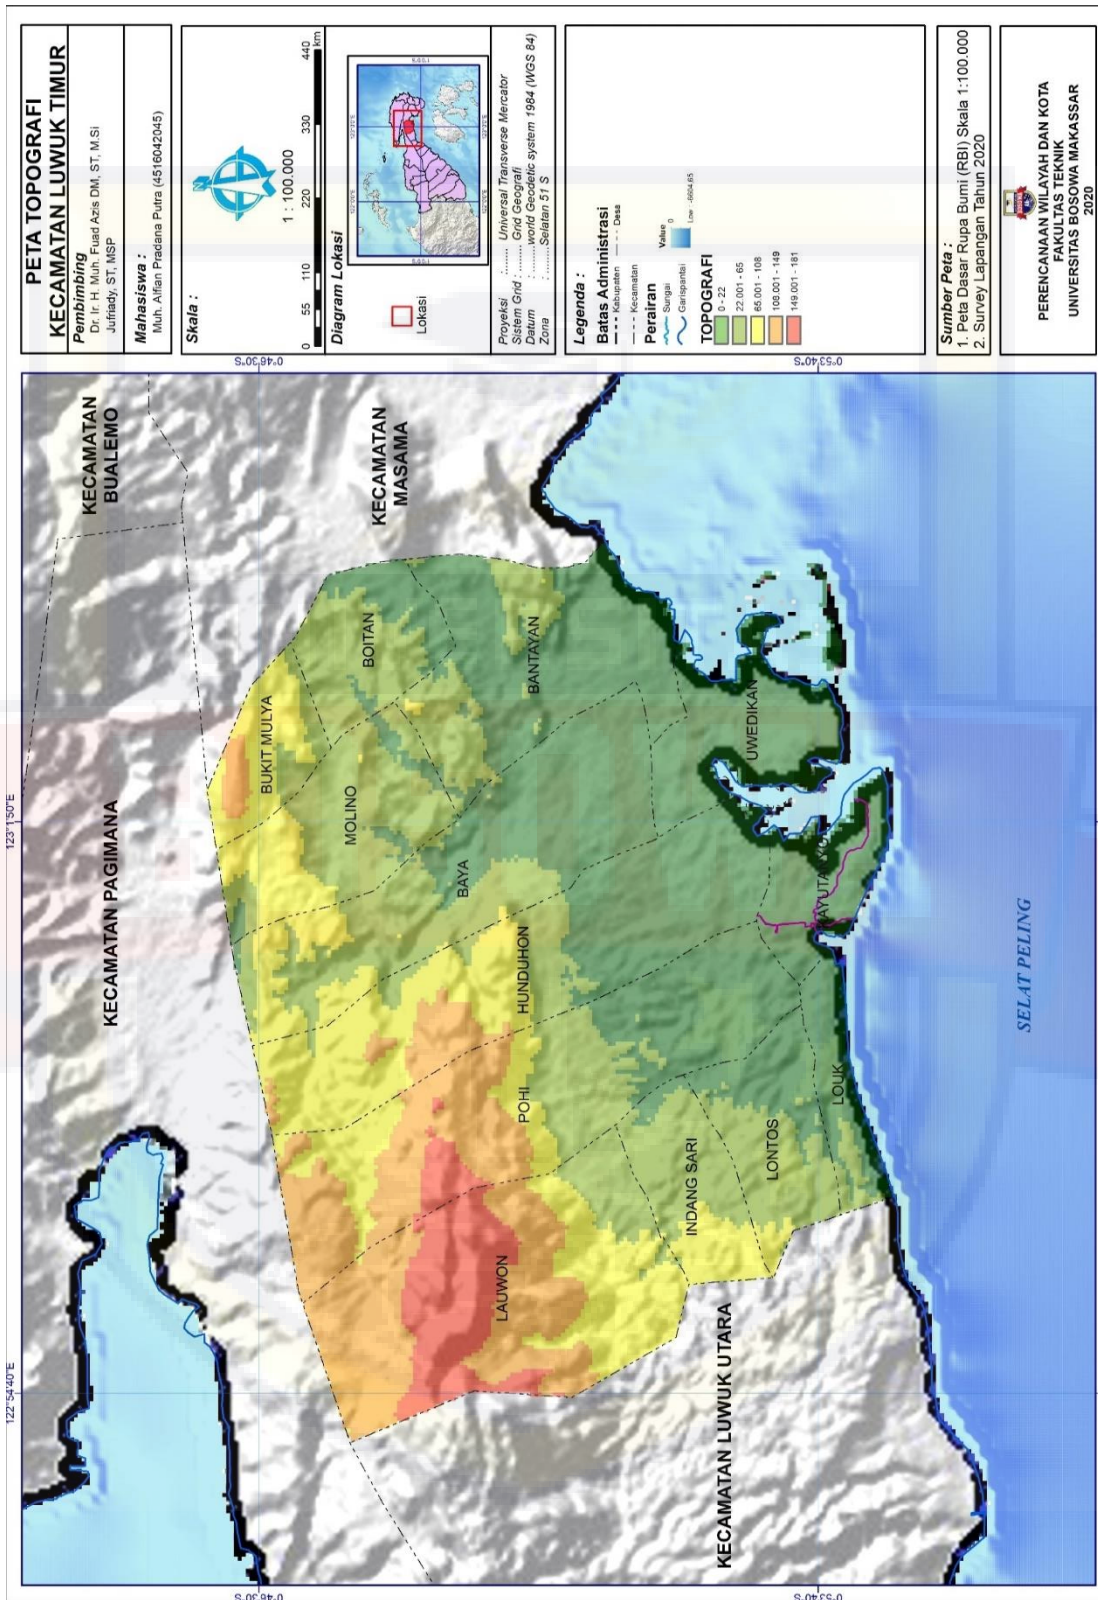 PETA TOPOGRAFI
KECAMATAN LUWUK TIMUR
Pembimbing
Dr. Ir. H. Muh. Fuad Azis DM, ST, M.Si
Jufriady, ST, MSP
Mahasiswa :
Muh. Alfian Pradana Putra (4516042045)
Skala :
N
1 : 100.000
0 55 110 220 330 440
km
Diagram Lokasi
Lokasi
Proyeksi : ....... Universal Transverse Mercator
Sistem Grid : ....... Grid Geografi
Datum : ........world Geodetic system 1984 (WGS 84)
Zona : ........Selatan 51 S
Legenda :
Batas Administrasi
Kabupaten
Desa
Kecamatan
Perairan
Sungai
Garispantai
Value
0
Low : -6604.65
TOPOGRAFI
0 - 22
22.001 - 65
65.001 - 108
108.001 - 149
149.001 - 181
Sumber Peta :
1. Peta Dasar Rupa Bumi (RBI) Skala 1:100.000
2. Survey Lapangan Tahun 2020
PERENCANAAN WILAYAH DAN KOTA
FAKULTAS TEKNIK
UNIVERSITAS BOSOWA MAKASSAR
2020
122°54'40"E
123°1'50"E
0°46'30"S
0°53'40"S
0°46'30"S
0°53'40"S
KECAMATAN PAGIMANA
KECAMATAN
BUALEMO
KECAMATAN
MASAMA
KECAMATAN LUWUK UTARA
BUKIT MULYA
BOITAN
MOLINO
BANTAYAN
BAYA
HUNDUHON
POHI
LAUWON
INDANG SARI
LONTOS
LOUK
UWEDIKAN
SELAT PELING